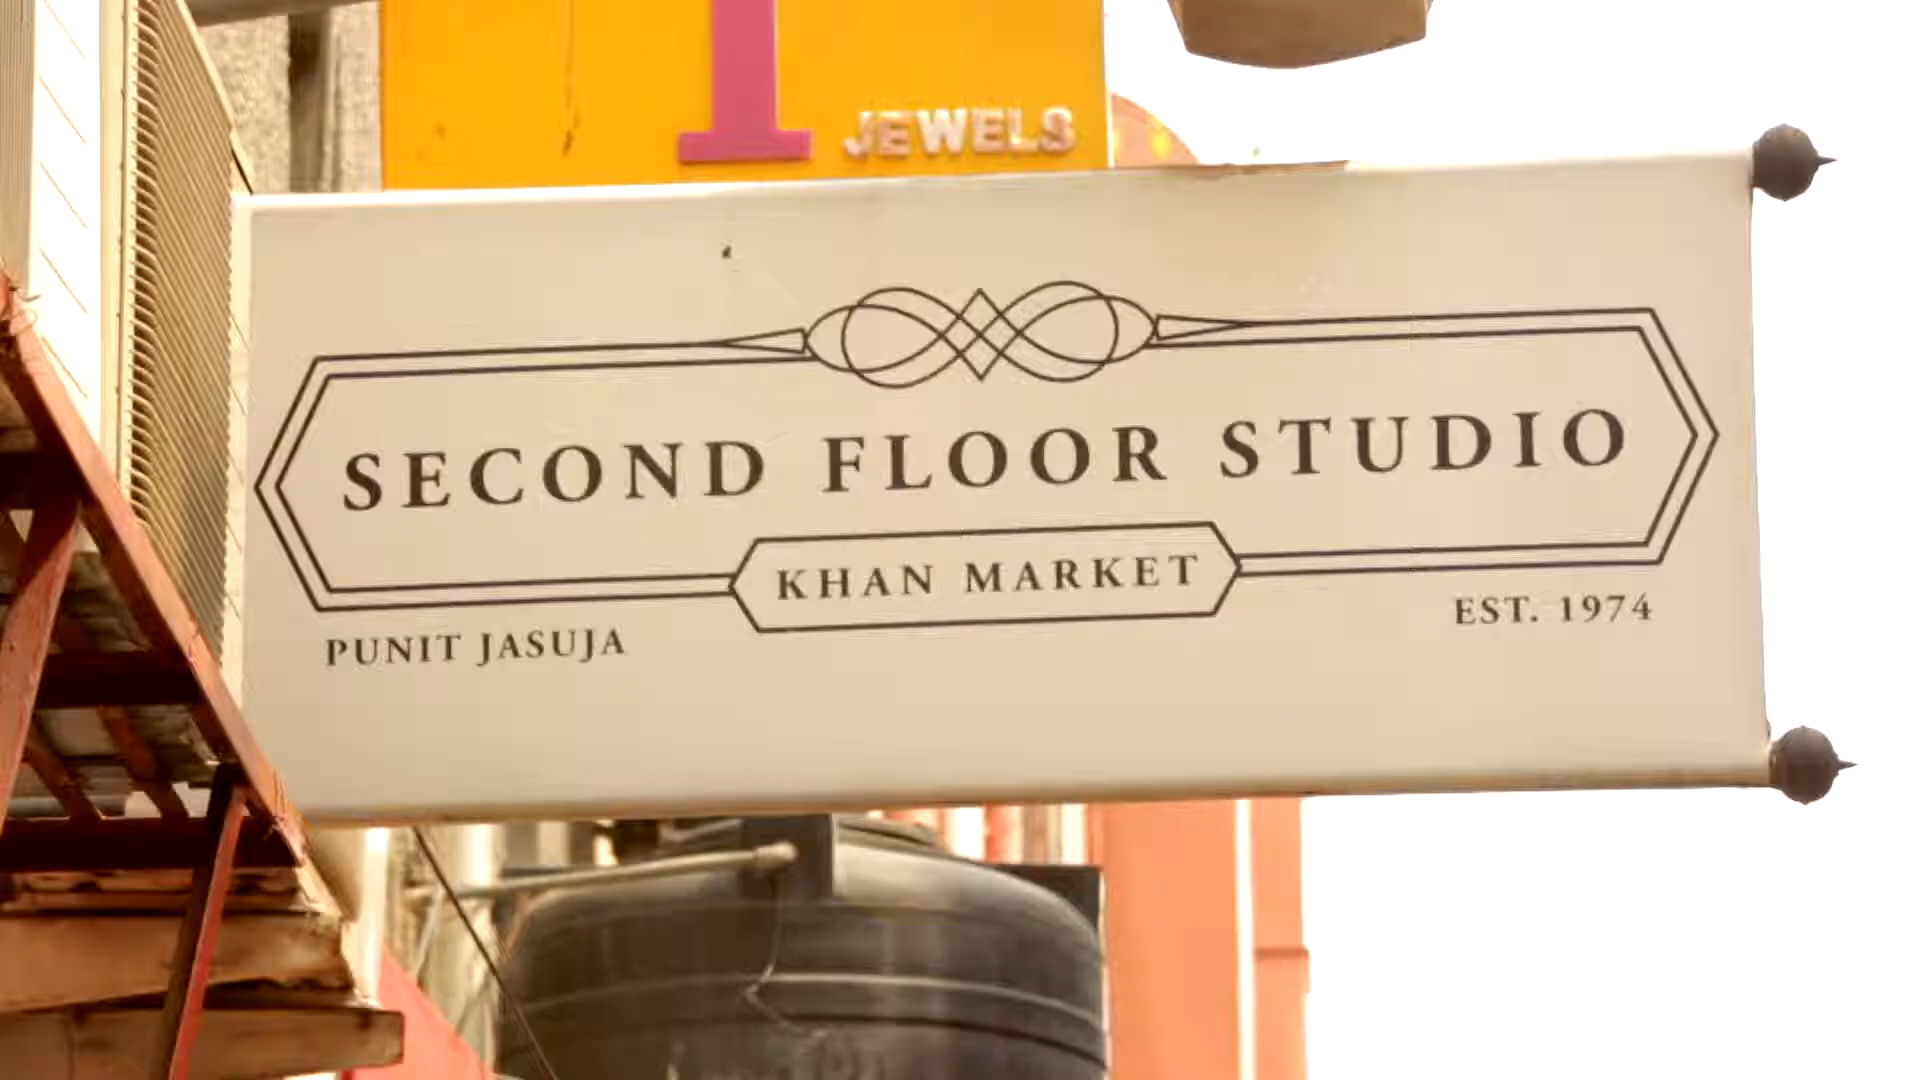 JEWELS
SECOND FLOOR STUDIO
KHAN MARKET
PUNIT JASUJA
EST. 1974